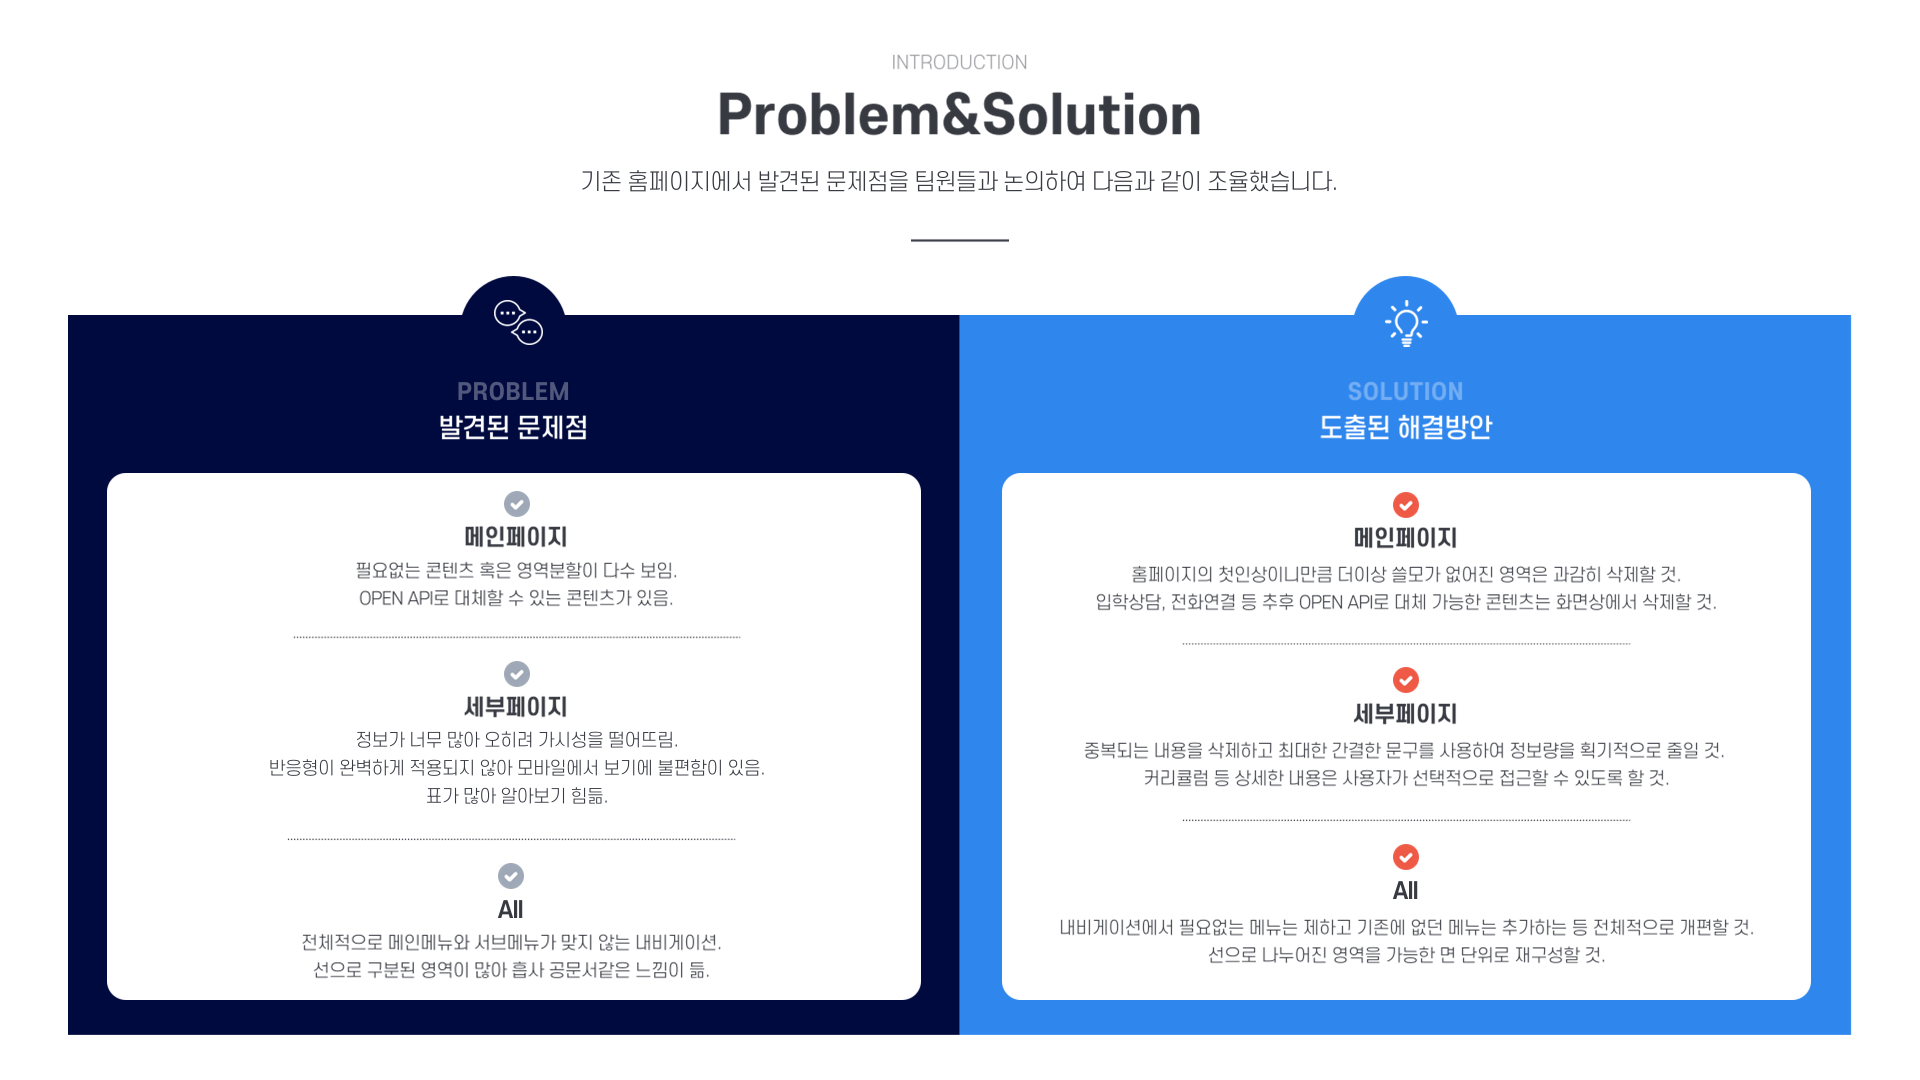 INTRODUCTION
Problem&Solution
기존 홈페이지에서 발견된 문제점을 팀원들과 논의하여 다음과 같이 조율했습니다.
PROBLEM
발견된 문제점
메인페이지
필요없는 콘텐츠 혹은 영역분할이 다수 보임.
OPEN API로 대체할 수 있는 콘텐츠가 있음.
세부페이지
정보가 너무 많아 오히려 가시성을 떨어뜨림.
반응형이 완벽하게 적용되지 않아 모바일에서 보기에 불편함이 있음.
표가 많아 알아보기 힘듦.
All
전체적으로 메인메뉴와 서브메뉴가 맞지 않는 내비게이션.
선으로 구분된 영역이 많아 흡사 공문서같은 느낌이 듦.
SOLUTION
도출된 해결방안
메인페이지
홈페이지의 첫인상이니만큼 더이상 쓸모가 없어진 영역은 과감히 삭제할 것.
입학상담, 전화연결 등 추후 OPEN API로 대체 가능한 콘텐츠는 화면상에서 삭제할 것.
세부페이지
중복되는 내용을 삭제하고 최대한 간결한 문구를 사용하여 정보량을 획기적으로 줄일 것.
커리큘럼 등 상세한 내용은 사용자가 선택적으로 접근할 수 있도록 할 것.
All
내비게이션에서 필요없는 메뉴는 제하고 기존에 없던 메뉴는 추가하는 등 전체적으로 개편할 것.
선으로 나누어진 영역을 가능한 면 단위로 재구성할 것.